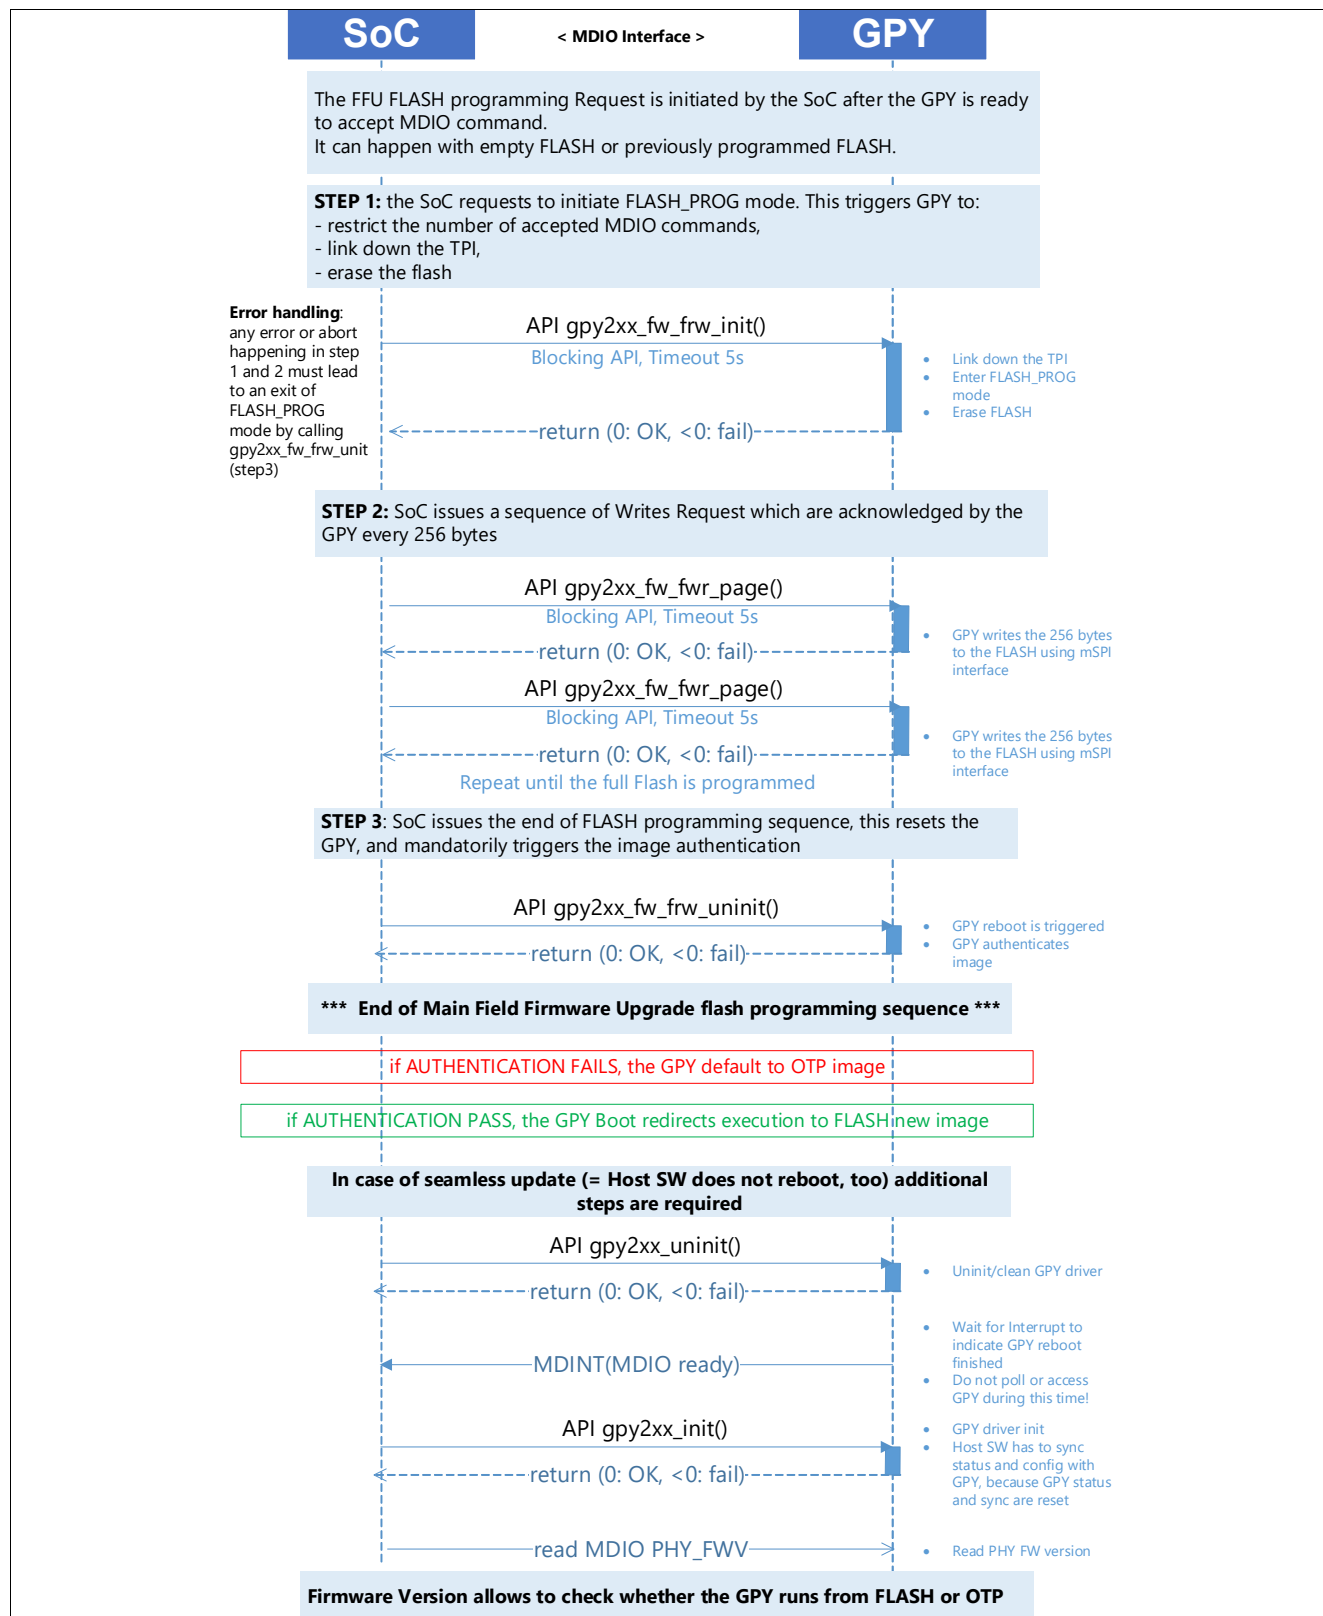 SoC
< MDIO Interface >
GPY
The FFU FLASH programming Request is initiated by the SoC after the GPY is ready
to accept MDIO command.
It can happen with empty FLASH or previously programmed FLASH.
STEP 1: the SoC requests to initiate FLASH_PROG mode. This triggers GPY to:
- restrict the number of accepted MDIO commands,
- link down the TPI,
- erase the flash
Error handling:
any error or abort
happening in step
1 and 2 must lead
to an exit of
FLASH_PROG
mode by calling
gpy2xx_fw_frw_unit
(step3)
API gpy2xx_fw_frw_init()
Blocking API, Timeout 5s
• Link down the TPI
• Enter FLASH_PROG
mode
• Erase FLASH
return (0: OK, <0: fail)
STEP 2: SoC issues a sequence of Writes Request which are acknowledged by the
GPY every 256 bytes
API gpy2xx_fw_fwr_page()
Blocking API, Timeout 5s
return (0: OK, <0: fail)
• GPY writes the 256 bytes
to the FLASH using mSPI
interface
API gpy2xx_fw_fwr_page()
Blocking API, Timeout 5s
return (0: OK, <0: fail)
• GPY writes the 256 bytes
to the FLASH using mSPI
interface
Repeat until the full Flash is programmed
STEP 3: SoC issues the end of FLASH programming sequence, this resets the
GPY, and mandatorily triggers the image authentication
API gpy2xx_fw_frw_uninit()
return (0: OK, <0: fail)
• GPY reboot is triggered
• GPY authenticates
image
*** End of Main Field Firmware Upgrade flash programming sequence ***
if AUTHENTICATION FAILS, the GPY default to OTP image
if AUTHENTICATION PASS, the GPY Boot redirects execution to FLASH new image
In case of seamless update (= Host SW does not reboot, too) additional
steps are required
API gpy2xx_uninit()
return (0: OK, <0: fail)
• Uninit/clean GPY driver
• Wait for Interrupt to
indicate GPY reboot
finished
• Do not poll or access
GPY during this time!
MDINT(MDIO ready)
API gpy2xx_init()
return (0: OK, <0: fail)
• GPY driver init
• Host SW has to sync
status and config with
GPY, because GPY status
and sync are reset
read MDIO PHY_FWV
• Read PHY FW version
Firmware Version allows to check whether the GPY runs from FLASH or OTP